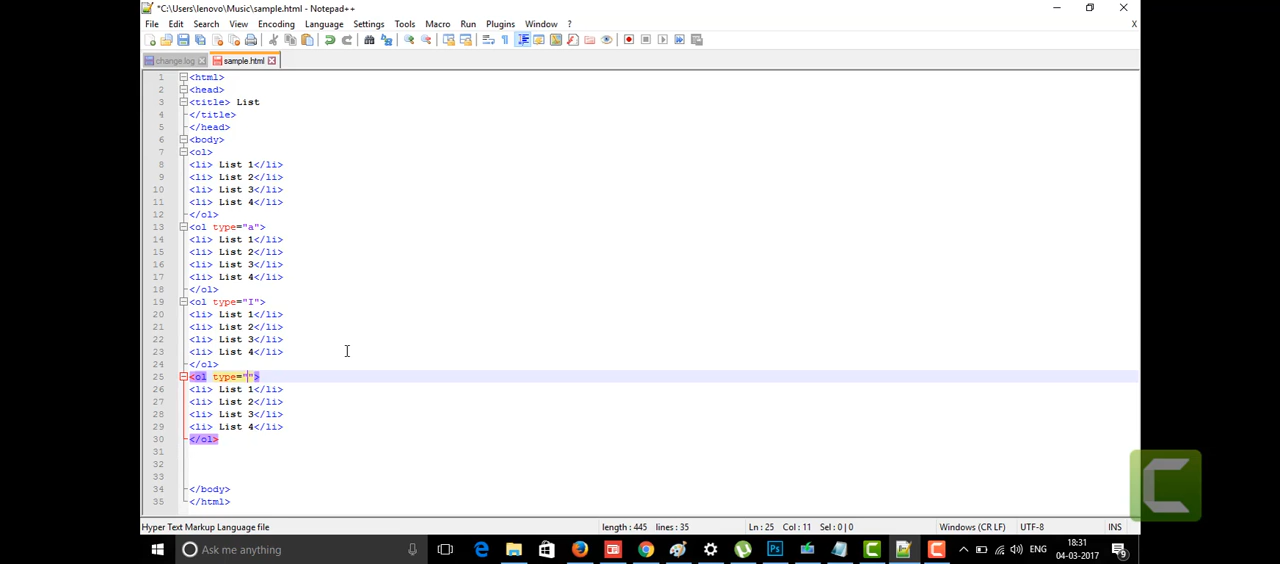 *C:\Users\lenovo\Music\sample.html - Notepad++
File Edit Search View Encoding Language Settings Tools Macro Run Plugins Window ? X
change.log sample.html
1 <html>
2 <head>
3 <title> List
4 </title>
5 </head>
6 <body>
7 <ol>
8 <li> List 1</li>
9 <li> List 2</li>
10 <li> List 3</li>
11 <li> List 4</li>
12 </ol>
13 <ol type="a">
14 <li> List 1</li>
15 <li> List 2</li>
16 <li> List 3</li>
17 <li> List 4</li>
18 </ol>
19 <ol type="I">
20 <li> List 1</li>
21 <li> List 2</li>
22 <li> List 3</li>
23 <li> List 4</li>
24 </ol>
25 <ol type="">
26 <li> List 1</li>
27 <li> List 2</li>
28 <li> List 3</li>
29 <li> List 4</li>
30 </ol>
31
32
33
34 </body>
35 </html>
Hyper Text Markup Language file length : 445 lines : 35 Ln : 25 Col : 11 Sel : 0 | 0 Windows (CR LF) UTF-8 INS
Ask me anything ENG 18:31
04-03-2017